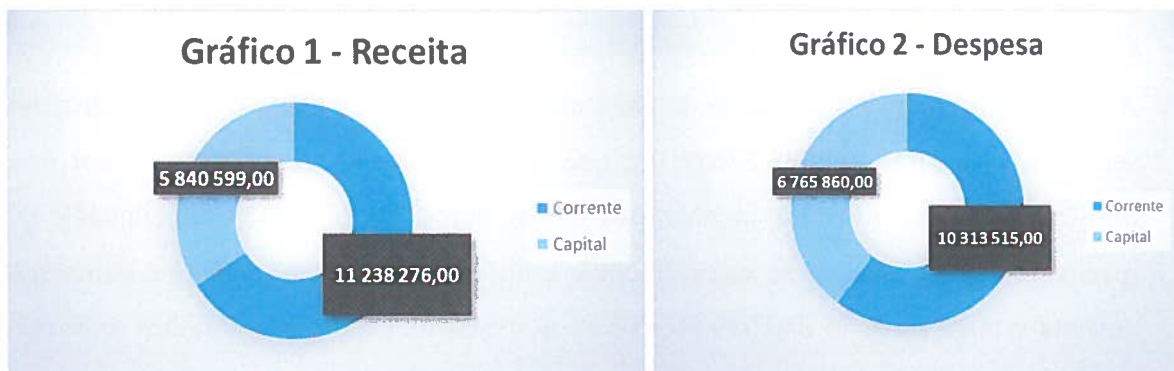 Gráfico 1 - Receita
5 840 599,00
11 238 276,00
Corrente
Capital
Gráfico 2 - Despesa
6 765 860,00
10 313 515,00
Corrente
Capital